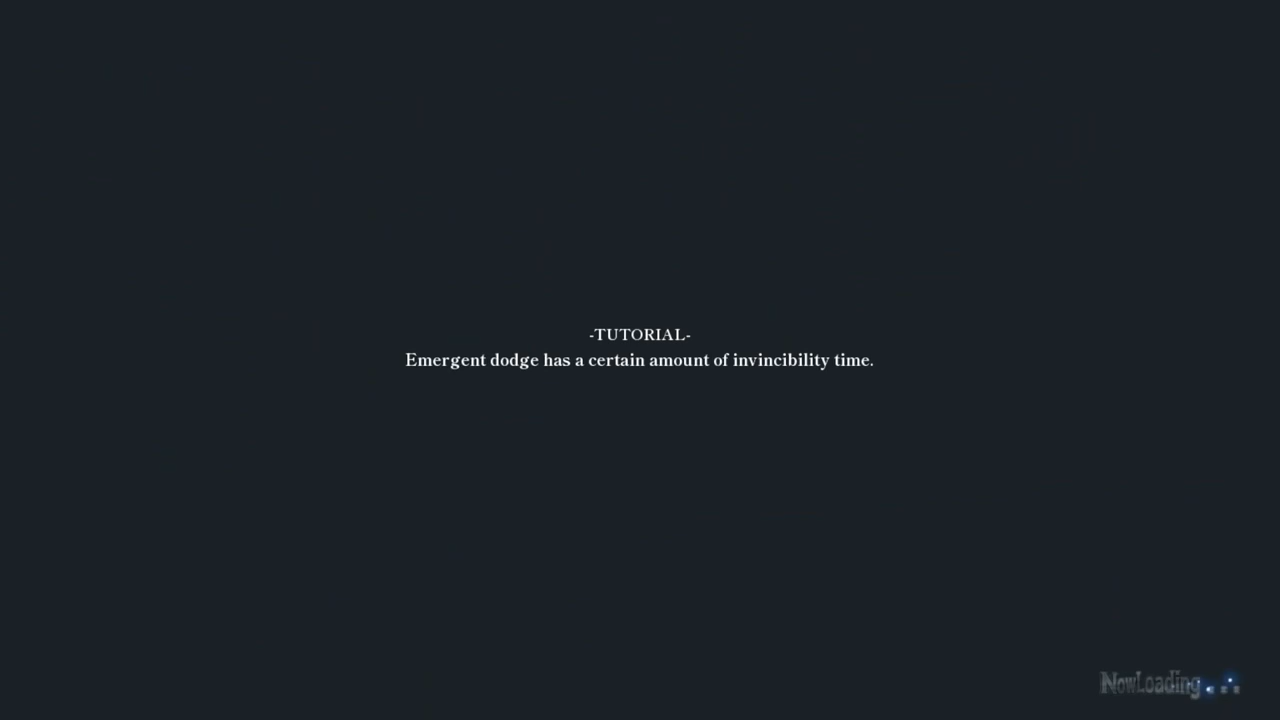 -TUTORIAL-
Emergent dodge has a certain amount of invincibility time.
NowLoading